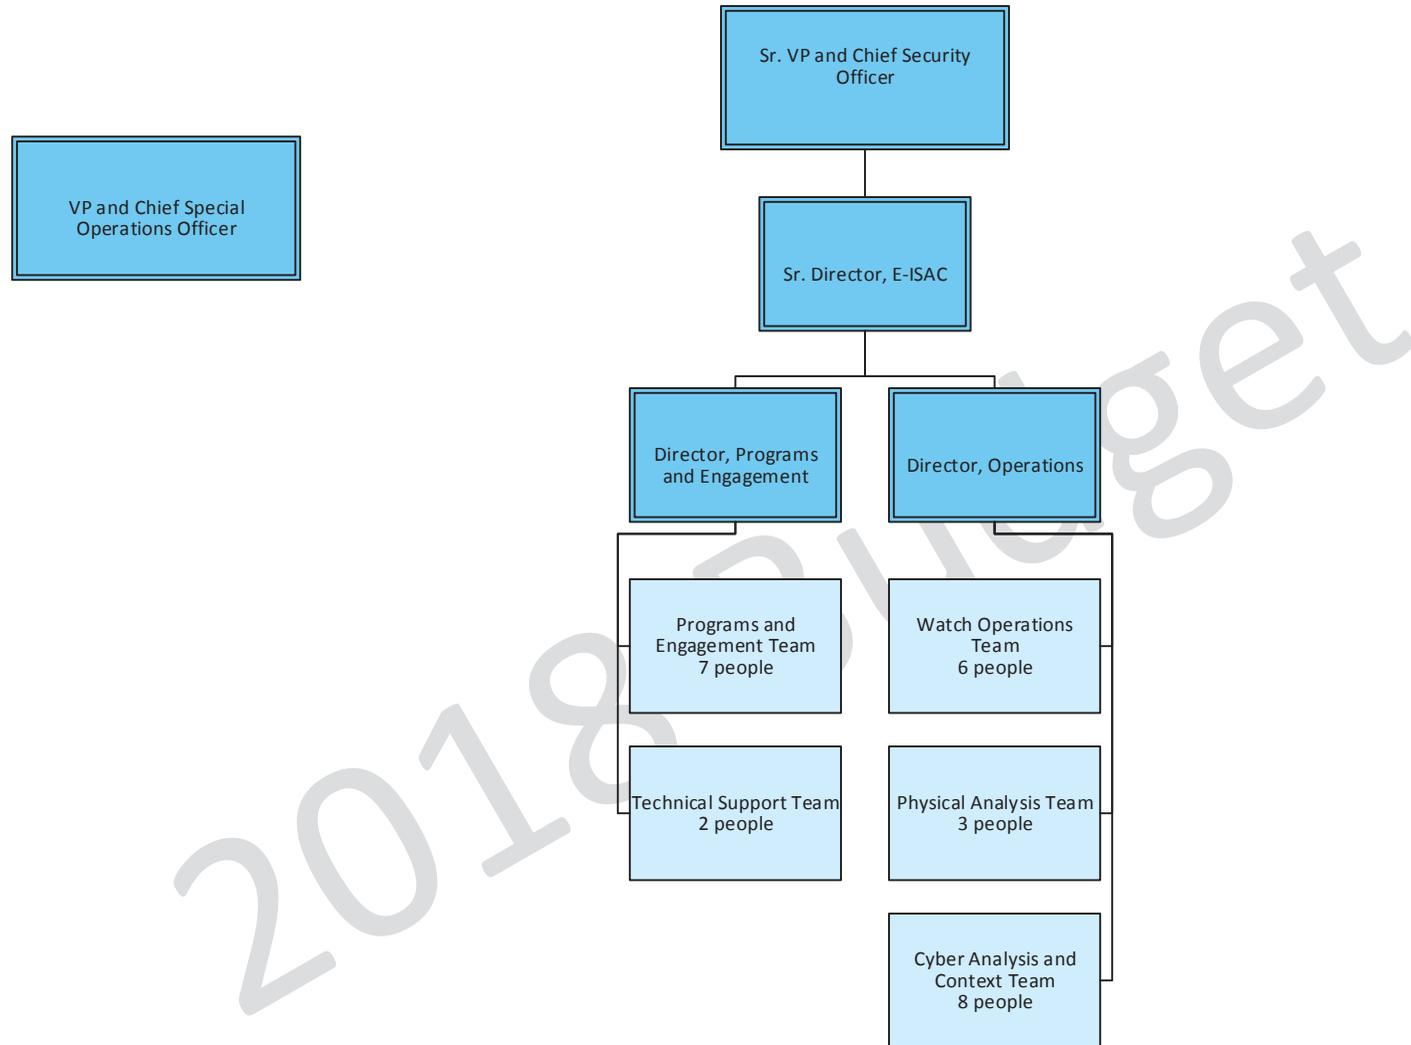 Sr. VP and Chief Security
Officer
VP and Chief Special
Operations Officer
Sr. Director, E-ISAC
Director, Programs
and Engagement
Director, Operations
Programs and
Engagement Team
7 people
Watch Operations
Team
6 people
Technical Support Team
2 people
Physical Analysis Team
3 people
Cyber Analysis and
Context Team
8 people
2018 Budget